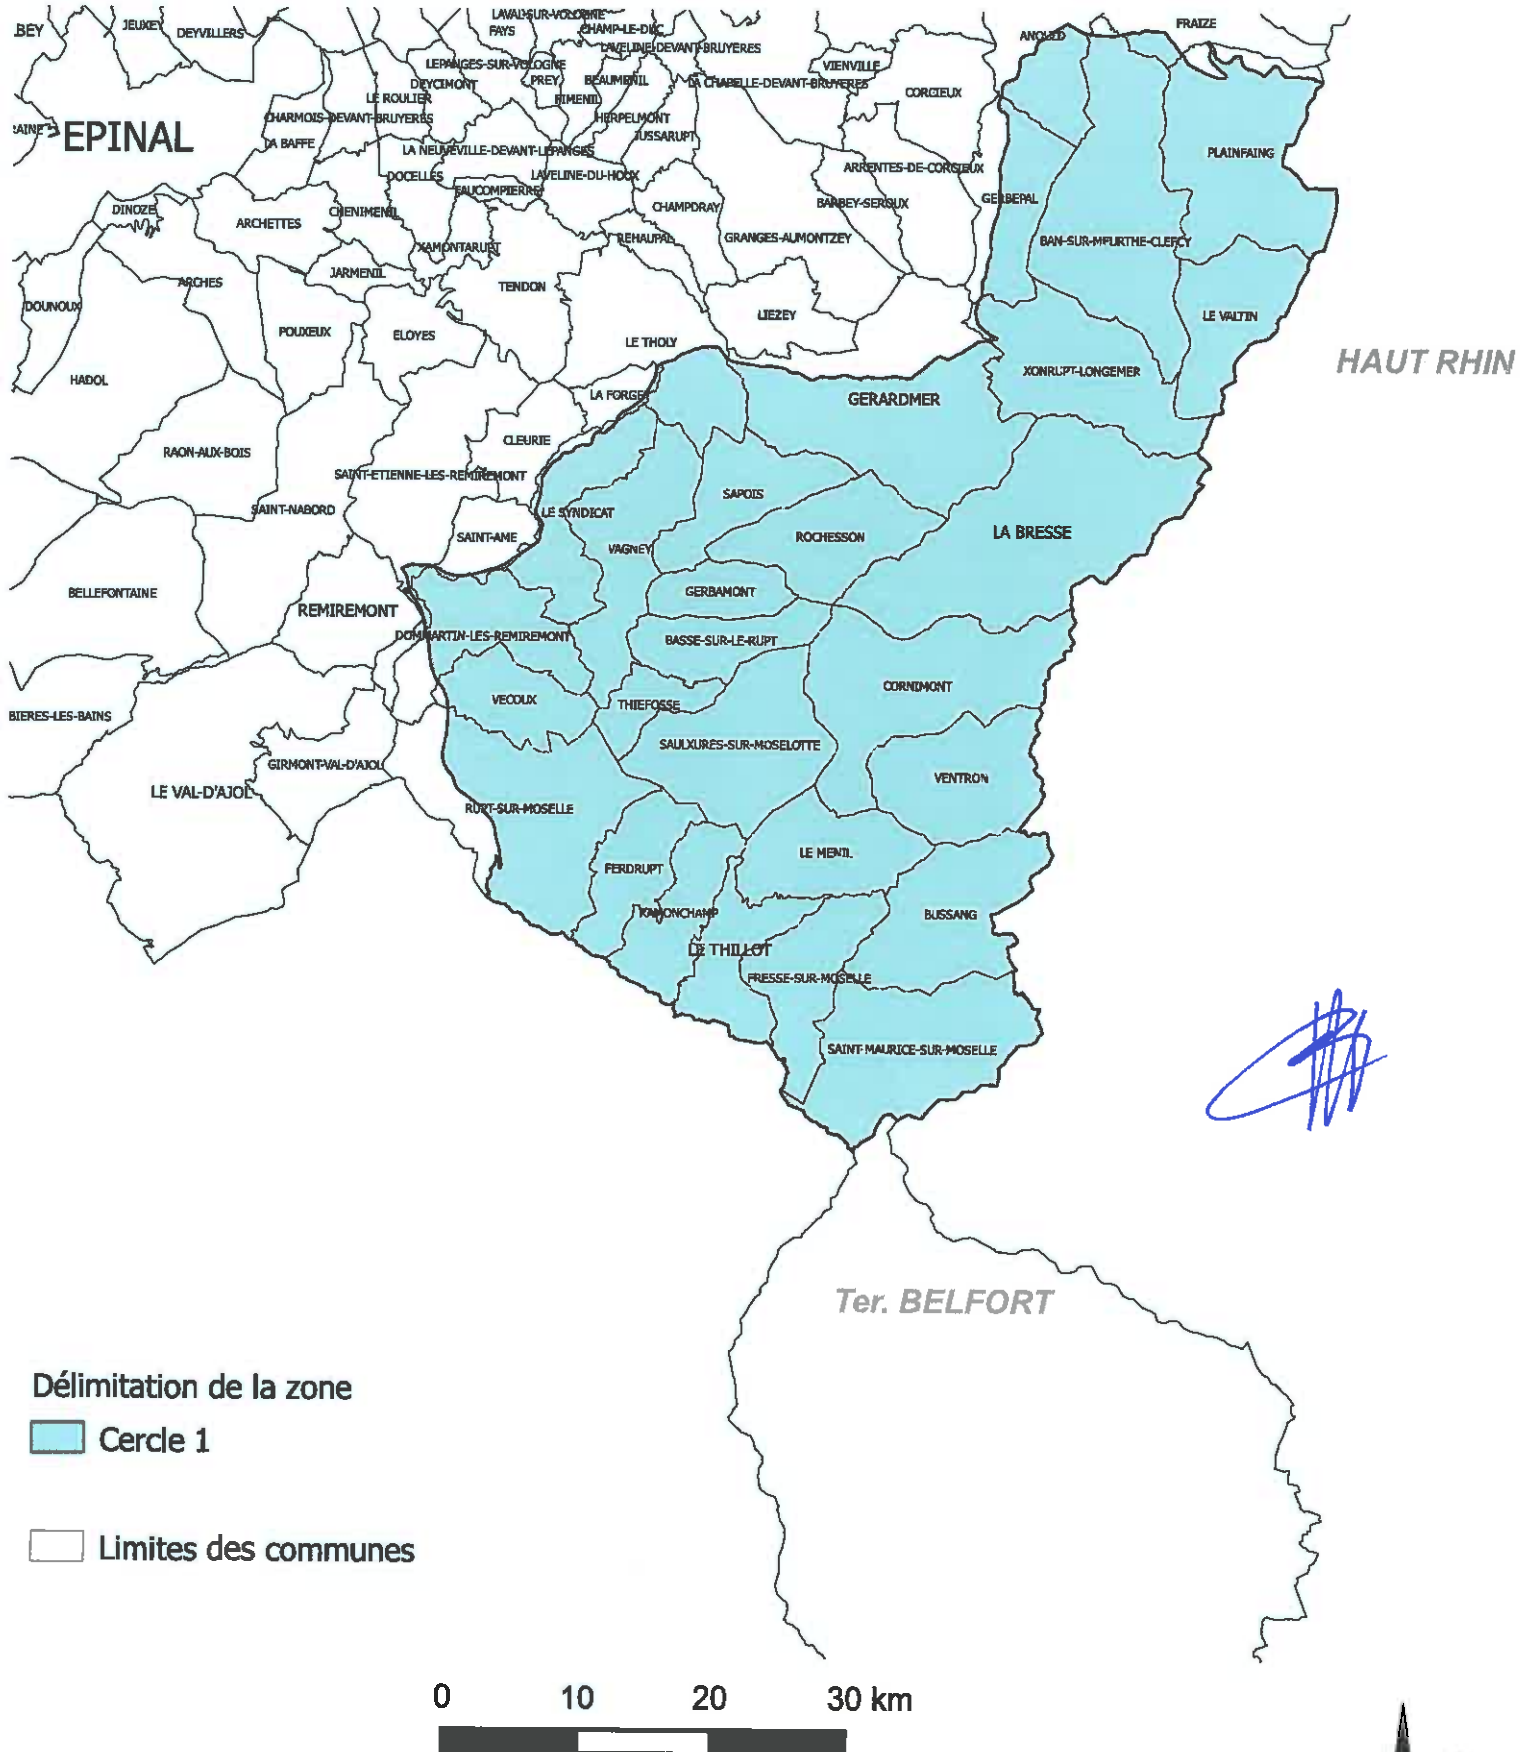 LAVAL-SUR-VOLOGNE
FRAIZE
BEY
JEUXEY
DEYVILLERS
FAYS
CHAMP-LE-DUC
ANOULD
LAVELINE-DEVANT-BRUYERES
LEPANGES-SUR-VOLOGNE
VIENVILLE
DEYCIMONT
PREY
BEAUMENIL
LA CHAPELLE-DEVANT-BRUYERES
CORCIEUX
LE ROULIER
FIMENIL
CHARMOIS-DEVANT-BRUYERES
HERPELMONT
EPINAL
JUSSARUPT
LA BAFFE
LA NEUVEVILLE-DEVANT-LEPANGES
PLAINFAING
ARRENTES-DE-CORCIEUX
DOCELLES
LAVELINE-DU-HOUX
FAUCOMPIERRE
GERBEPAL
BARBEY-SEROUX
CHAMPDRAY
DINOZE
CHENIMENIL
ARCHETTES
REHAUPAL
GRANGES-AUMONTZEY
BAN-SUR-MEURTHE-CLEFCY
XAMONTARUPT
JARMENIL
ARCHES
TENDON
DOUNOUX
LIEZEY
LE VALTIN
POUXEUX
ELOYES
LE THOLY
HAUT RHIN
XONRUPT-LONGEMER
HADOL
LA FORGE
GERARDMER
CLEURIE
RAON-AUX-BOIS
SAINT-ETIENNE-LES-REMIREMONT
SAPOIS
SAINT-NABORD
LE SYNDICAT
LA BRESSE
SAINT-AME
ROCHESSON
VAGNEY
BELLEFONTAINE
GERBAMONT
REMIREMONT
DOMMARTIN-LES-REMIREMONT
BASSE-SUR-LE-RUPT
CORNIMONT
VECOUX
THIEFOSSE
BIERES-LES-BAINS
SAULXURES-SUR-MOSELOTTE
GIRMONT-VAL-D'AJOL
VENTRON
LE VAL-D'AJOL
RUPT-SUR-MOSELLE
LE MENIL
FERDRUPT
RAMONCHAMP
BUSSANG
LE THILLOT
FRESSE-SUR-MOSELLE
SAINT-MAURICE-SUR-MOSELLE
Ter. BELFORT
Délimitation de la zone
Cercle 1
Limites des communes
0 10 20 30 km